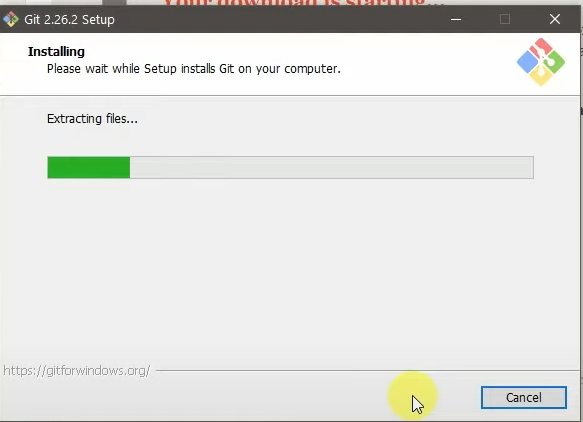 Your download is starting...
Git 2.26.2 Setup
Installing
Please wait while Setup installs Git on your computer.
Extracting files...
https://gitforwindows.org/
Cancel